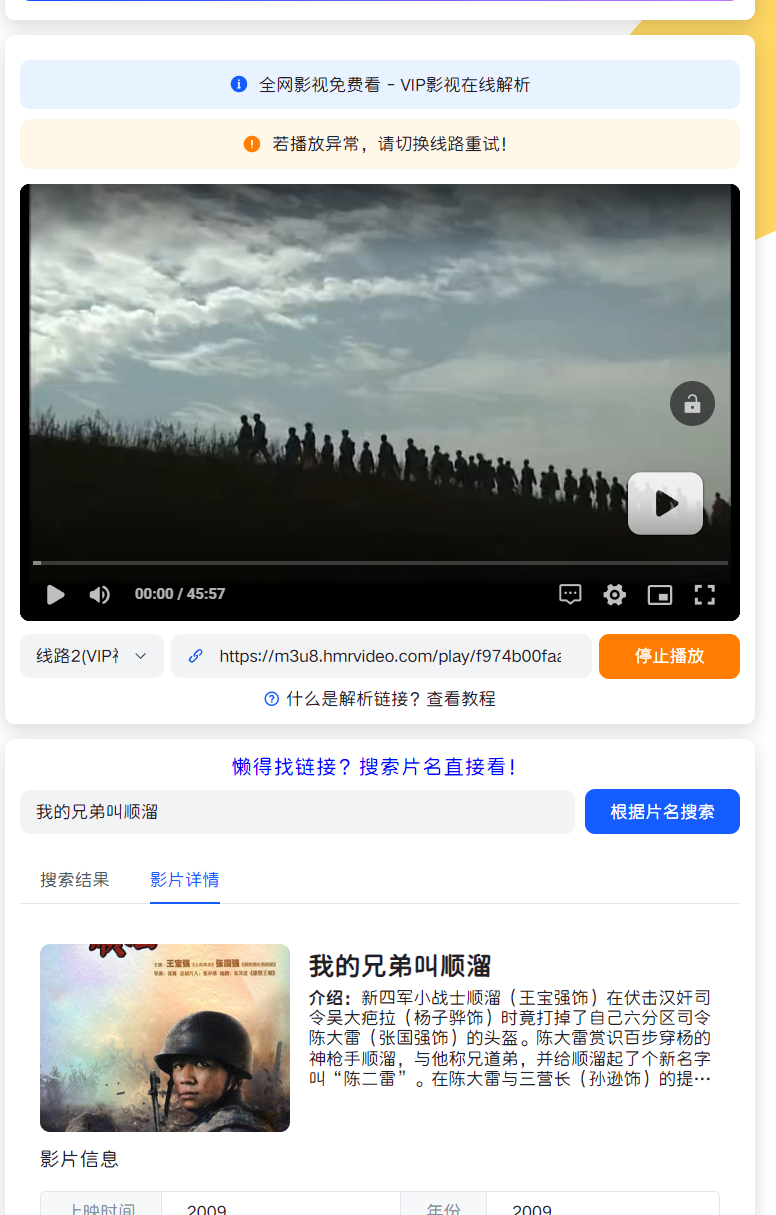 全网影视免费看 - VIP影视在线解析
若播放异常，请切换线路重试！
00:00 / 45:57
线路2(VIP
https://m3u8.hmrvideo.com/play/f974b00faa
停止播放
什么是解析链接？查看教程
懒得找链接？搜索片名直接看！
我的兄弟叫顺溜
根据片名搜索
搜索结果
影片详情
王宝强
张国强
我的兄弟叫顺溜
介绍：新四军小战士顺溜（王宝强饰）在伏击汉奸司
令吴大疤拉（杨子骅饰）时竟打掉了自己六分区司令
陈大雷（张国强饰）的头盔。陈大雷赏识百步穿杨的
神枪手顺溜，与他称兄道弟，并给顺溜起了个新名字
叫“陈二雷”。在陈大雷与三营长（孙逊饰）的提…
影片信息
上映时间
2009
年份
2009